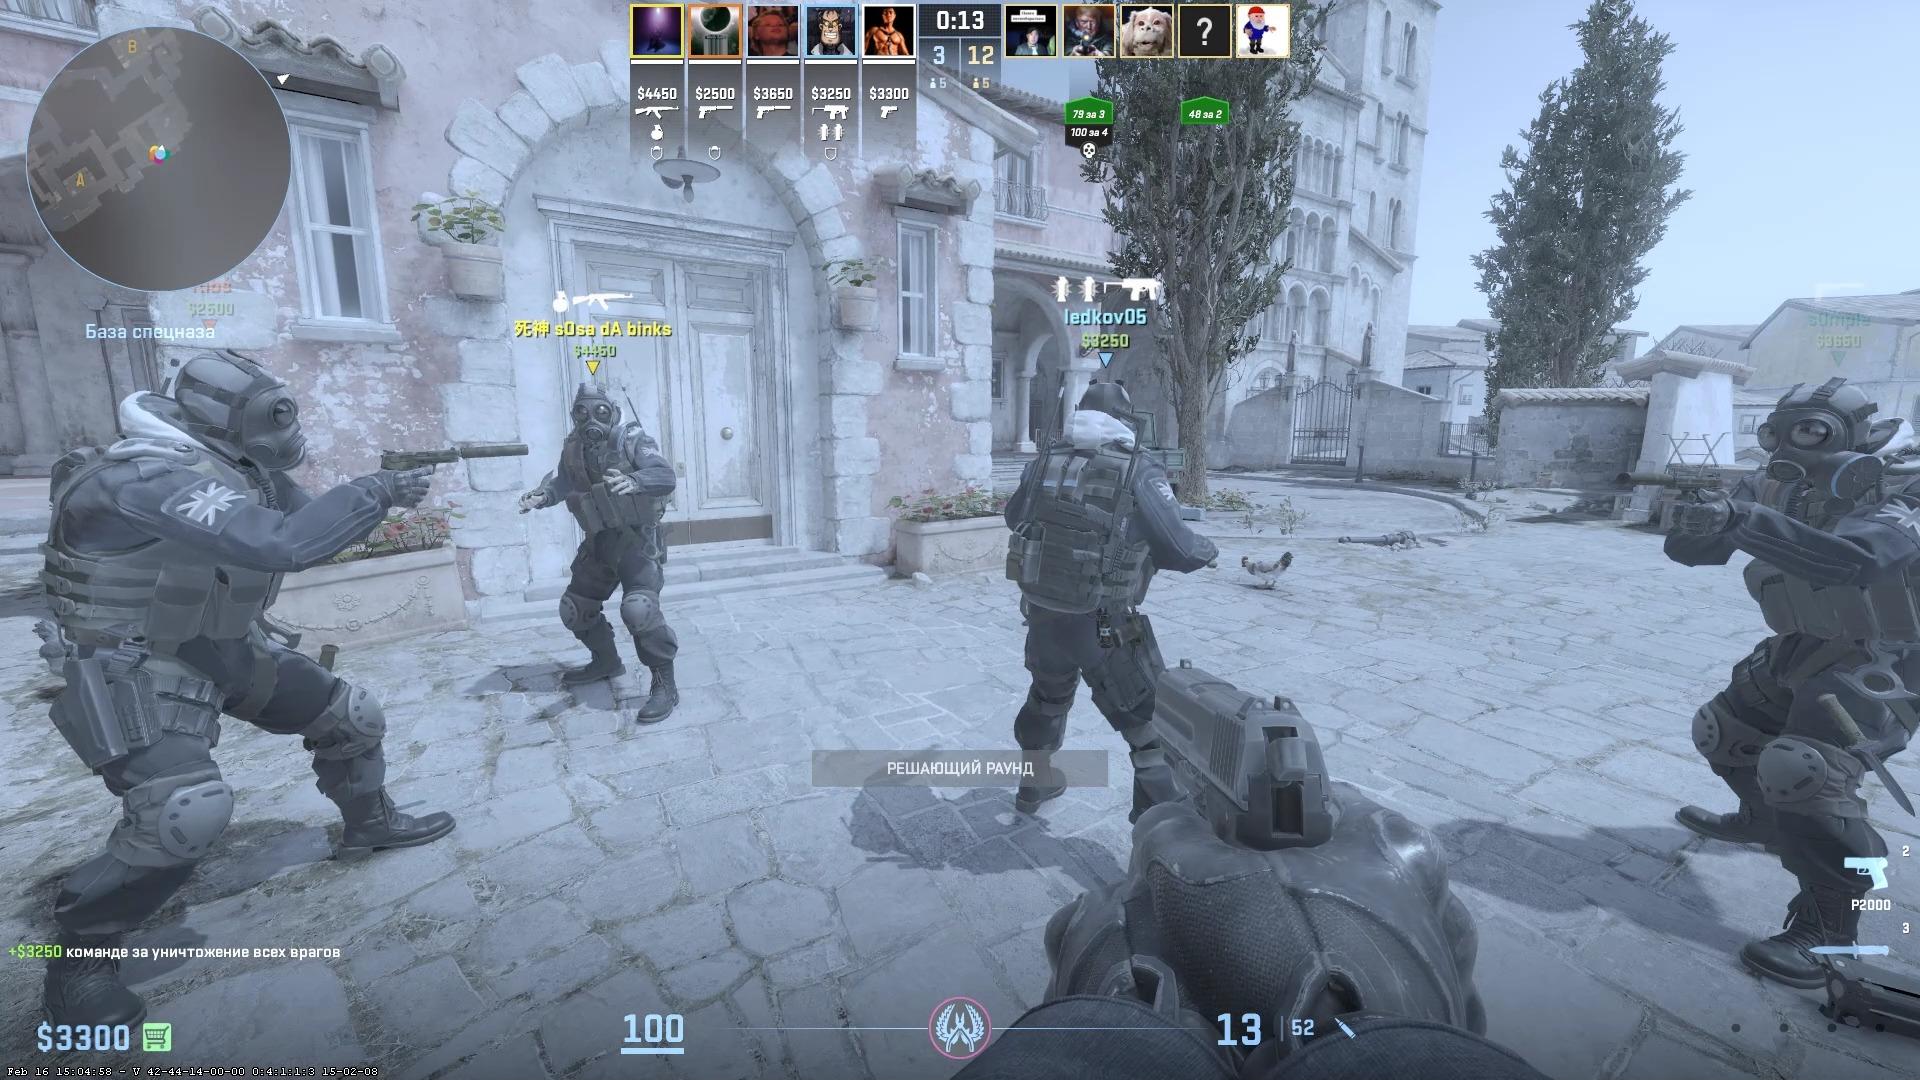 B
A
0:13
3 12
5 5
$4450 $2500 $3650 $3250 $3300
?
79 за 3
100 за 4
48 за 2
$2500
База спецназа
死神 sOsa dA binks
$4450
ledkov05
$3250
s0mple
$3650
РЕШАЮЩИЙ РАУНД
2
P2000
3
+$3250 команде за уничтожение всех врагов
$3300
100
13 52
Feb 16 15:04:58 - V 42-44-14-00-00 0:4:1:1:3 15-02-08